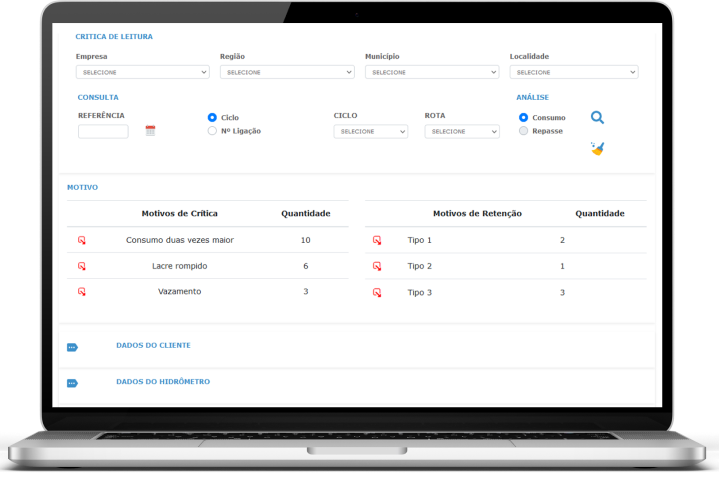 CRITICA DE LEITURA
Empresa Região Município Localidade
SELECIONE SELECIONE SELECIONE SELECIONE
CONSULTA ANÁLISE
REFERÊNCIA Ciclo CICLO ROTA Consumo
Nº Ligação SELECIONE SELECIONE Repasse
MOTIVO
Motivos de Crítica Quantidade Motivos de Retenção Quantidade
Consumo duas vezes maior 10 Tipo 1 2
Lacre rompido 6 Tipo 2 1
Vazamento 3 Tipo 3 3
DADOS DO CLIENTE
DADOS DO HIDRÔMETRO